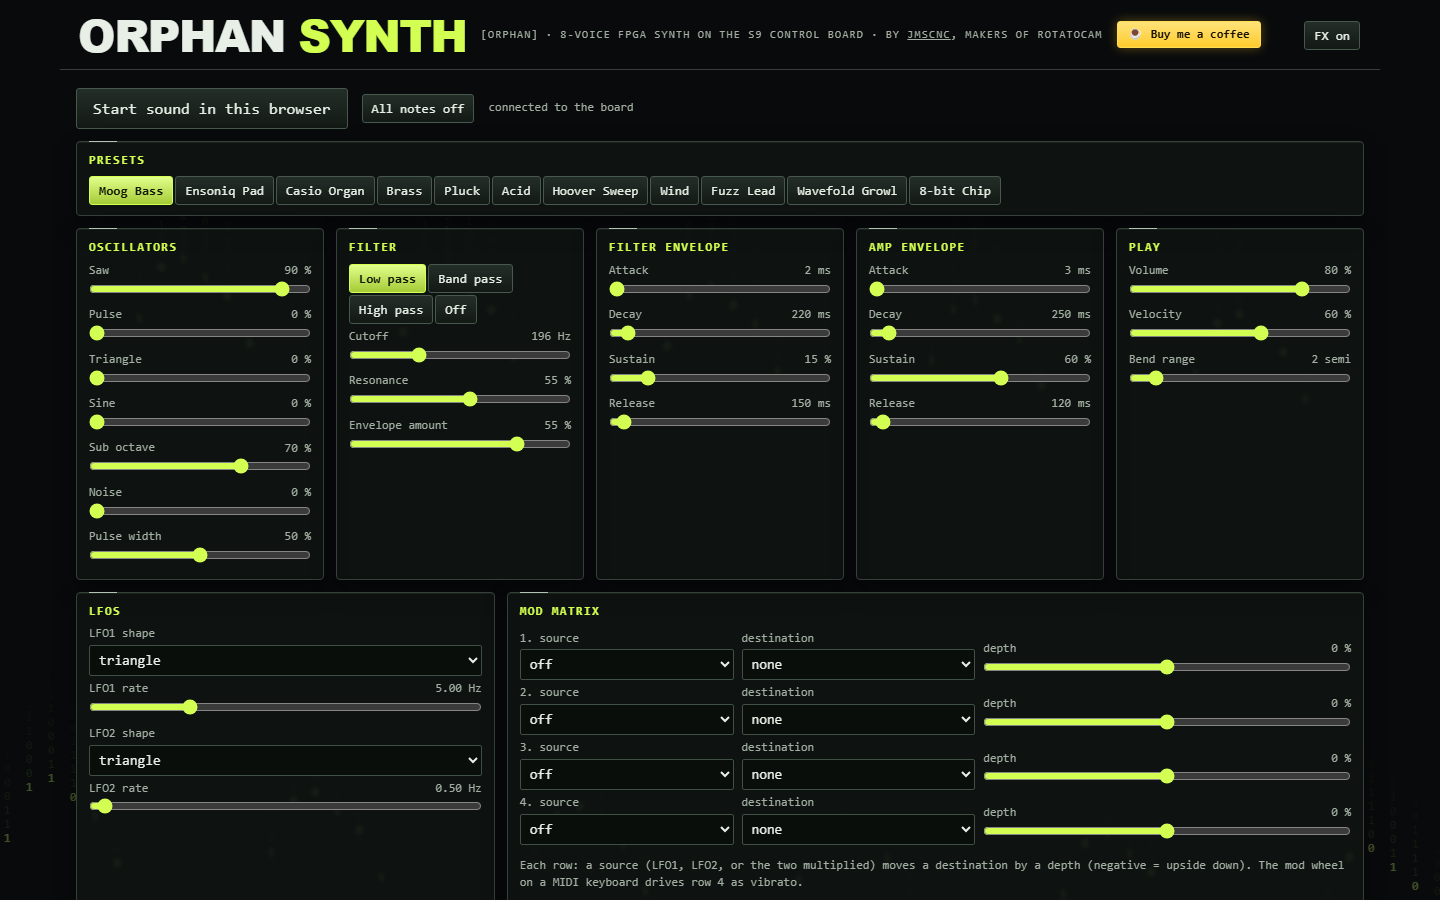 ORPHAN SYNTH
[ORPHAN] · 8-VOICE FPGA SYNTH ON THE S9 CONTROL BOARD · BY JMSCNC, MAKERS OF ROTATOCAM
Buy me a coffee
FX on
Start sound in this browser
All notes off
connected to the board
PRESETS
Moog Bass
Ensoniq Pad
Casio Organ
Brass
Pluck
Acid
Hoover Sweep
Wind
Fuzz Lead
Wavefold Growl
8-bit Chip
OSCILLATORS
Saw 90 %
Pulse 0 %
Triangle 0 %
Sine 0 %
Sub octave 70 %
Noise 0 %
Pulse width 50 %
FILTER
Low pass
Band pass
High pass
Off
Cutoff 196 Hz
Resonance 55 %
Envelope amount 55 %
FILTER ENVELOPE
Attack 2 ms
Decay 220 ms
Sustain 15 %
Release 150 ms
AMP ENVELOPE
Attack 3 ms
Decay 250 ms
Sustain 60 %
Release 120 ms
PLAY
Volume 80 %
Velocity 60 %
Bend range 2 semi
LFOS
LFO1 shape
triangle
LFO1 rate 5.00 Hz
LFO2 shape
triangle
LFO2 rate 0.50 Hz
MOD MATRIX
1. source destination depth 0 %
off none
2. source destination depth 0 %
off none
3. source destination depth 0 %
off none
4. source destination depth 0 %
off none
Each row: a source (LFO1, LFO2, or the two multiplied) moves a destination by a depth (negative = upside down). The mod wheel
on a MIDI keyboard drives row 4 as vibrato.